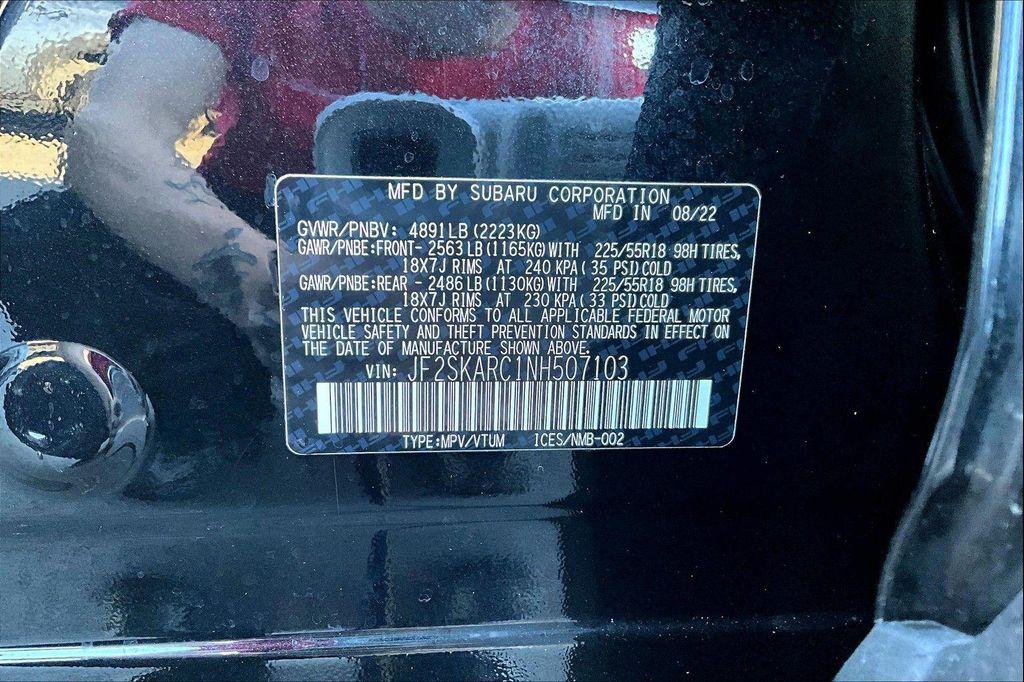 MFD BY SUBARU CORPORATION
MFD IN 08/22
GVWR/PNBV: 4891LB (2223KG)
GAWR/PNBE:FRONT- 2563LB (1165KG) WITH 225/55R18 98H TIRES,
18X7J RIMS AT 240 KPA ( 35 PSI) COLD
GAWR/PNBE:REAR - 2486LB (1130KG) WITH 225/55R18 98H TIRES,
18X7J RIMS AT 230 KPA ( 33 PSI) COLD
THIS VEHICLE CONFORMS TO ALL APPLICABLE FEDERAL MOTOR
VEHICLE SAFETY AND THEFT PREVENTION STANDARDS IN EFFECT ON
THE DATE OF MANUFACTURE SHOWN ABOVE.
VIN: JF2SKARC1NH507103
TYPE:MPV/VTUM ICES/NMB-002